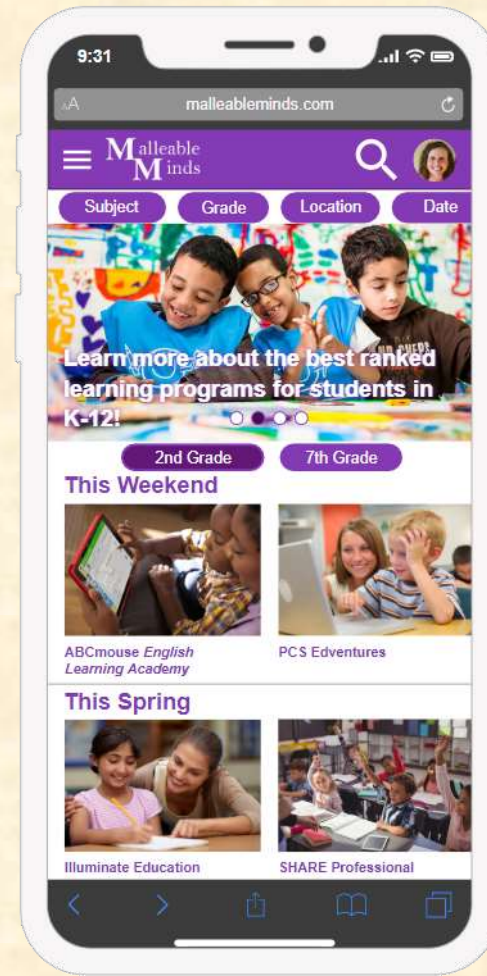 9:31
AA malleableminds.com
Malleable
Minds
Subject Grade Location Date
Learn more about the best ranked
learning programs for students in
K-12!
2nd Grade 7th Grade
This Weekend
ABCmouse English
Learning Academy
PCS Edventures
This Spring
Illuminate Education
SHARE Professional